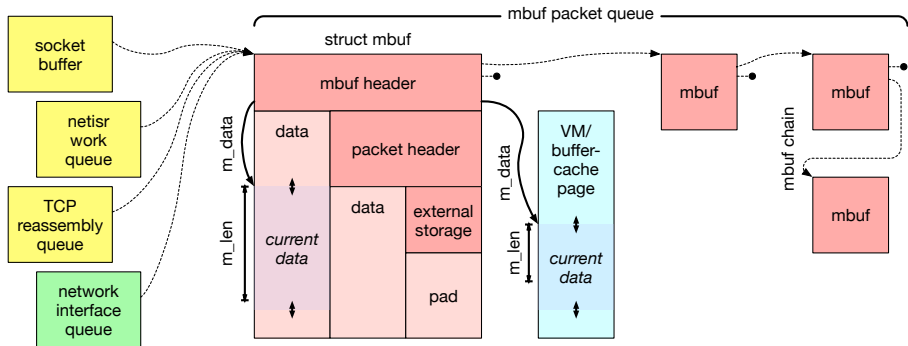 mbuf packet queue
struct mbuf
socket
buffer
netisr
work
queue
TCP
reassembly
queue
network
interface
queue
mbuf header
m_data
m_len
data
packet header
current
data
data
external
storage
pad
m_data
m_len
VM/
buffer-
cache
page
current
data
mbuf
mbuf
mbuf chain
mbuf